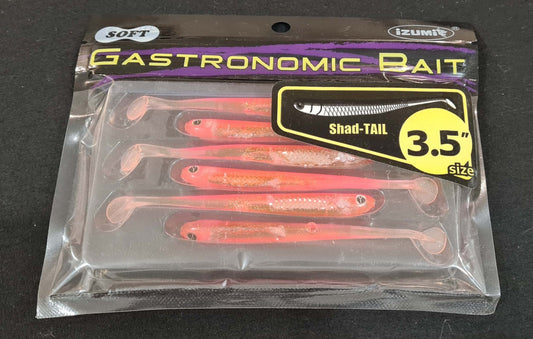 SOFT
IZUMI®
GASTRONOMIC BAIT
Shad-TAIL
3.5"
size